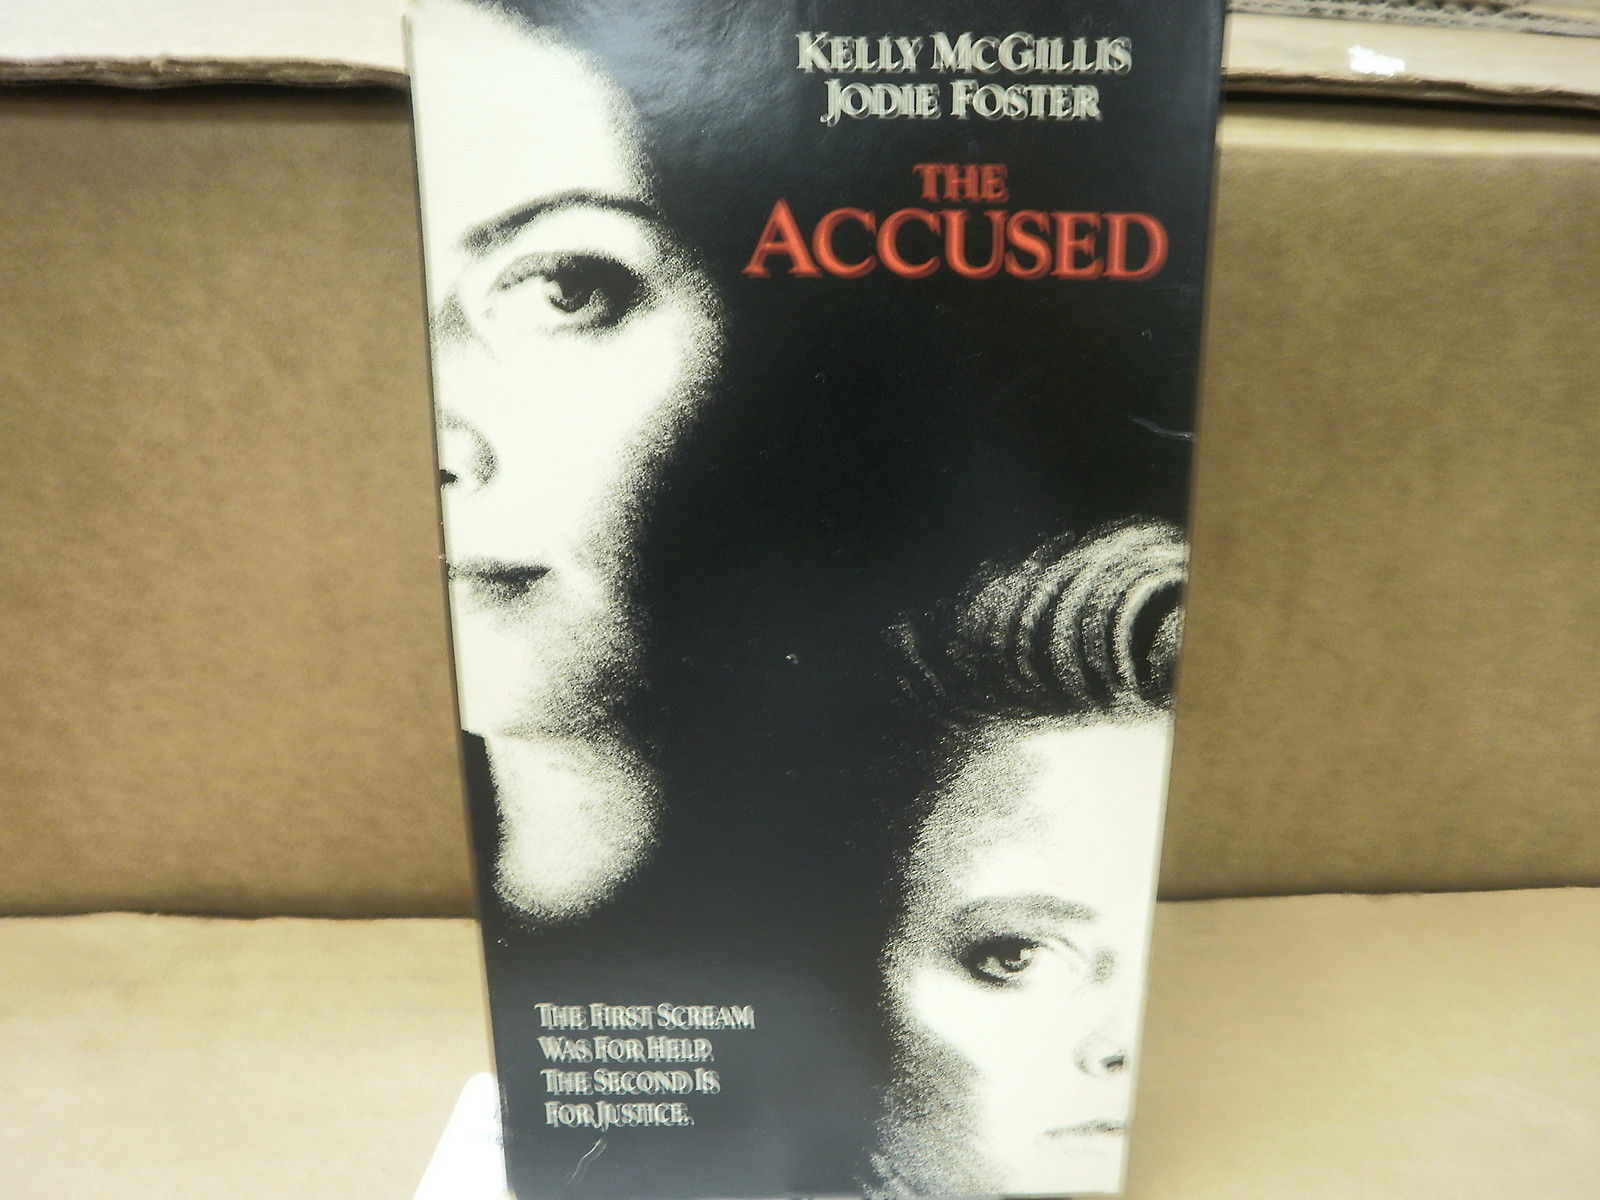 KELLY MCGILLIS
JODIE FOSTER
THE
ACCUSED
THE FIRST SCREAM
WAS FOR HELP.
THE SECOND IS
FOR JUSTICE.